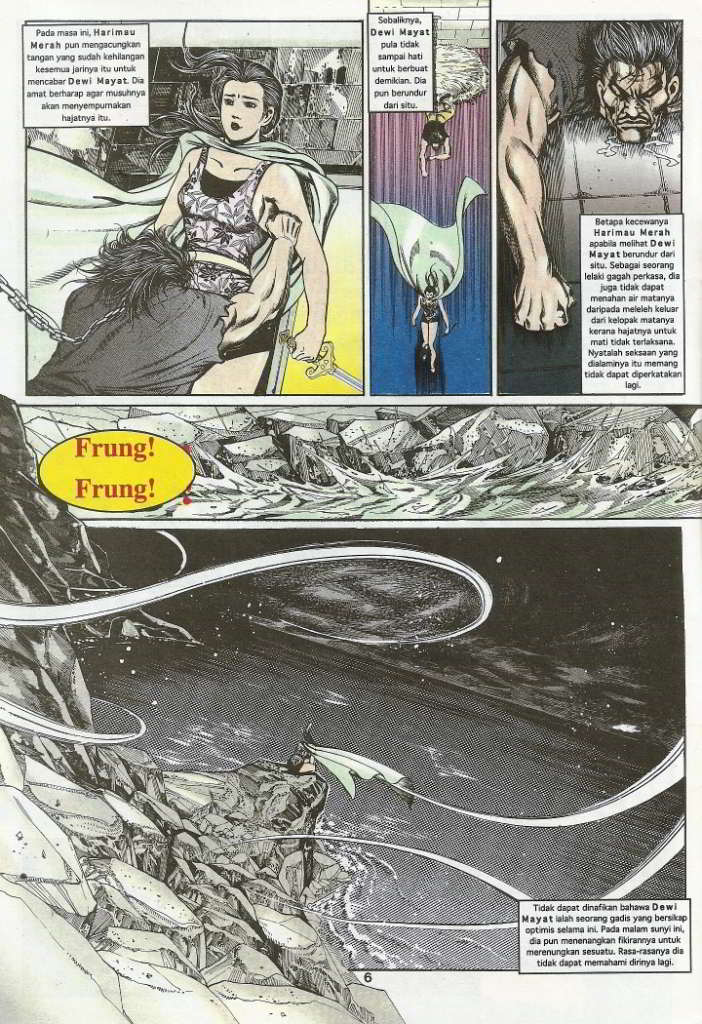 Pada masa ini, Harimau
Merah pun mengacungkan
tangan yang sudah kehilangan
kesemua jarinya itu untuk
mencabar Dewi Mayat. Dia
amat berharap agar musuhnya
akan menyempurnakan
hajatnya itu.
Sebaliknya,
Dewi Mayat
pula tidak
sampai hati
untuk berbuat
demikian. Dia
pun berundur
dari situ.
Betapa kecewanya
Harimau Merah
apabila melihat Dewi
Mayat berundur dari
situ. Sebagai seorang
lelaki gagah perkasa, dia
juga tidak dapat
menahan air matanya
daripada meleleh keluar
dari kelopak matanya
kerana hajatnya untuk
mati tidak terlaksana.
Nyatalah seksaan yang
dialaminya itu memang
tidak dapat diperkatakan
lagi.
Frung!
Frung!
Tidak dapat dinafikan bahawa Dewi
Mayat ialah seorang gadis yang bersikap
optimis selama ini. Pada malam sunyi ini,
dia pun menenangkan fikirannya untuk
merenungkan sesuatu. Rasa-rasanya dia
tidak dapat memahami dirinya lagi.
6